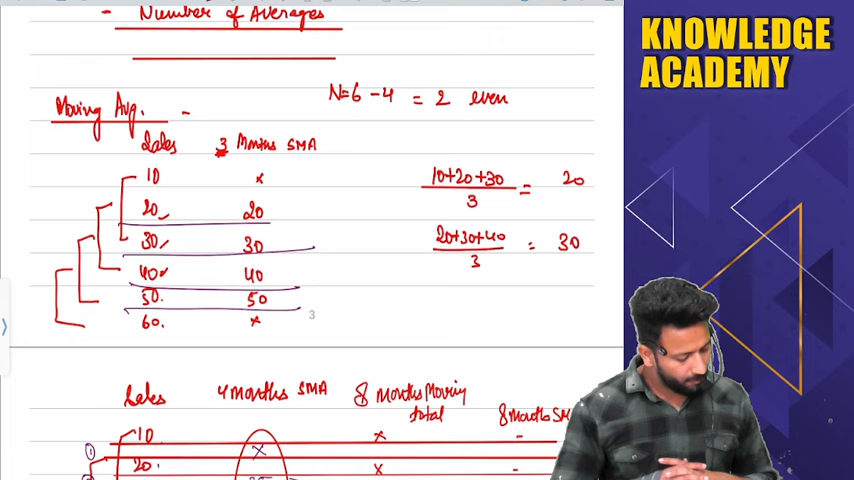 - Number of Averages
KNOWLEDGE
ACADEMY
N=6-4 = 2 even
Moving Avg. -
Sales 3 Months SMA
10 x
20 20
30 30
40 40
50. 50
60. x
10+20+30/3 = 20
20+30+40/3 = 30
3
Sales 4 months SMA 8 Months Moving total 8 Months SM
① 10 x x -
20. x -